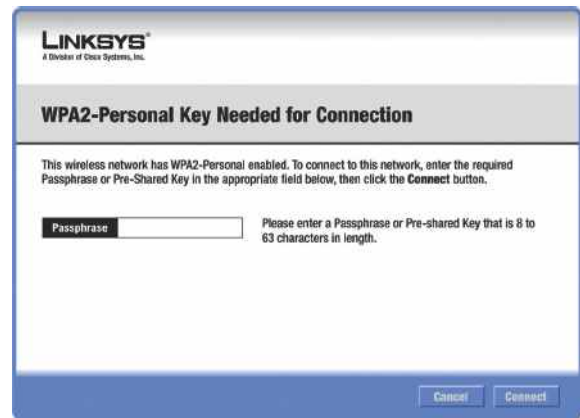 LINKSYS®
A Division of Cisco Systems, Inc.
WPA2-Personal Key Needed for Connection
This wireless network has WPA2-Personal enabled. To connect to this network, enter the required
Passphrase or Pre-Shared Key in the appropriate field below, then click the Connect button.
Passphrase
Please enter a Passphrase or Pre-shared Key that is 8 to
63 characters in length.
Cancel Connect